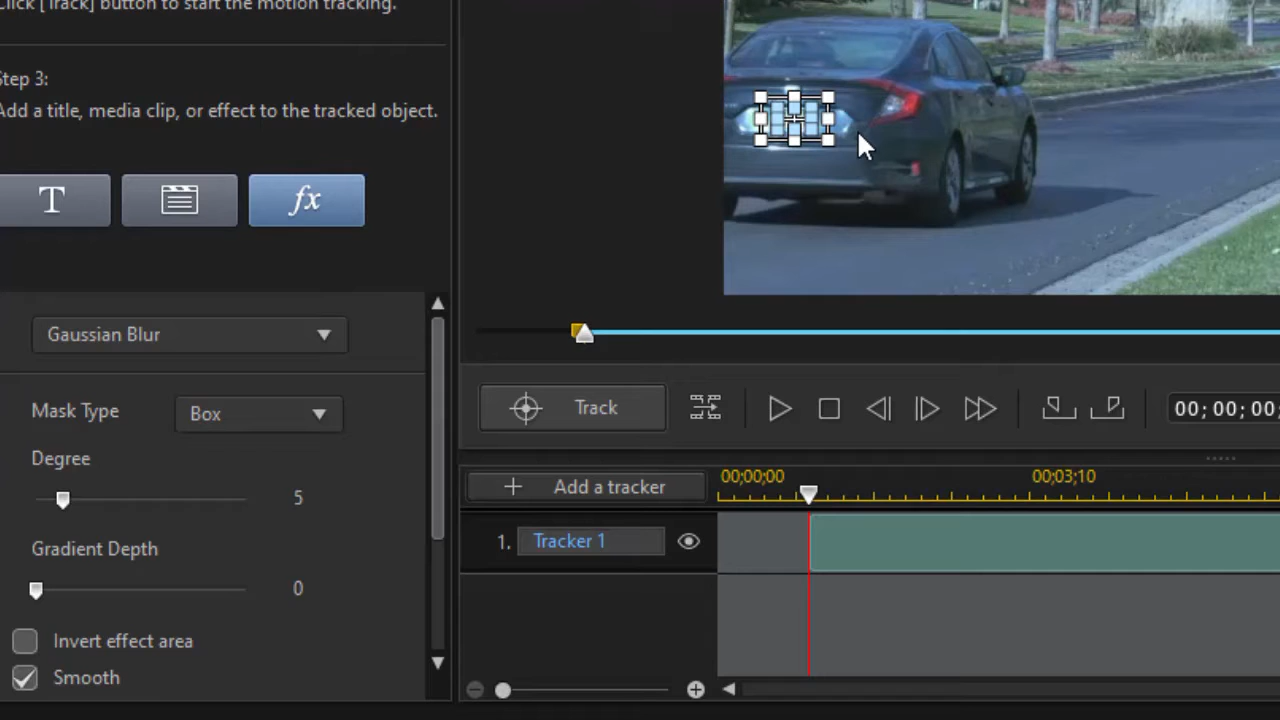 Click [Track] button to start the motion tracking.
Step 3:
Add a title, media clip, or effect to the tracked object.
T
fx
Gaussian Blur
Mask Type
Box
Degree
5
Gradient Depth
0
Invert effect area
Smooth
Track
00;00;00;
Add a tracker
00;00;00
00;03;10
1.
Tracker 1